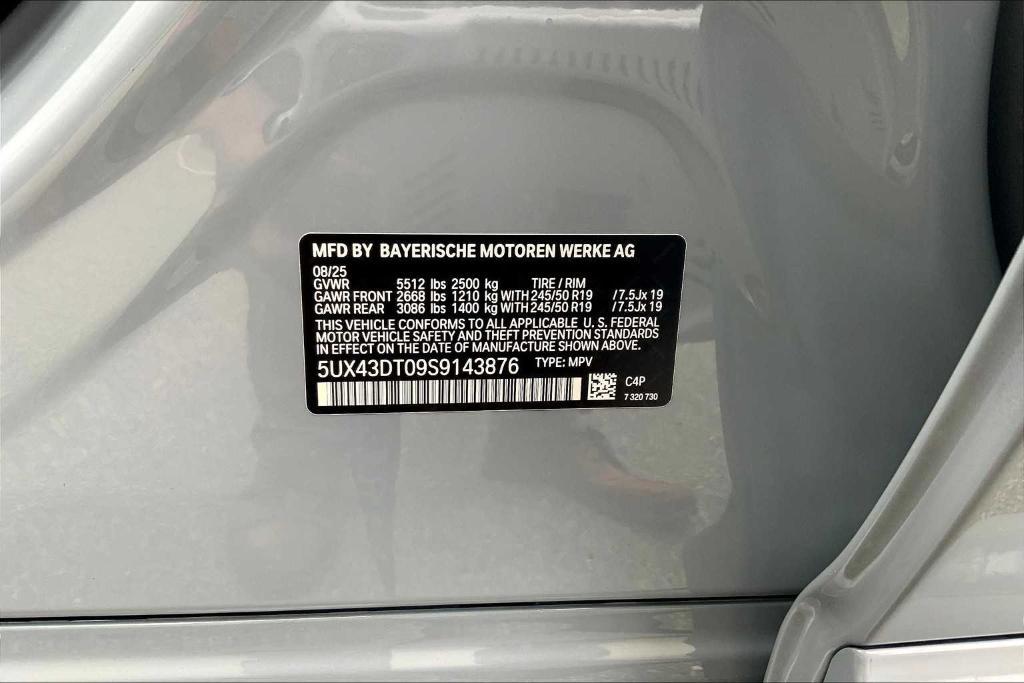 MFD BY BAYERISCHE MOTOREN WERKE AG
08/25
GVWR 5512 lbs 2500 kg TIRE / RIM
GAWR FRONT 2668 lbs 1210 kg WITH 245/50 R19 /7.5Jx 19
GAWR REAR 3086 lbs 1400 kg WITH 245/50 R19 /7.5Jx 19
THIS VEHICLE CONFORMS TO ALL APPLICABLE U. S. FEDERAL
MOTOR VEHICLE SAFETY AND THEFT PREVENTION STANDARDS
IN EFFECT ON THE DATE OF MANUFACTURE SHOWN ABOVE.
5UX43DT09S9143876 TYPE: MPV
C4P
7 320 730